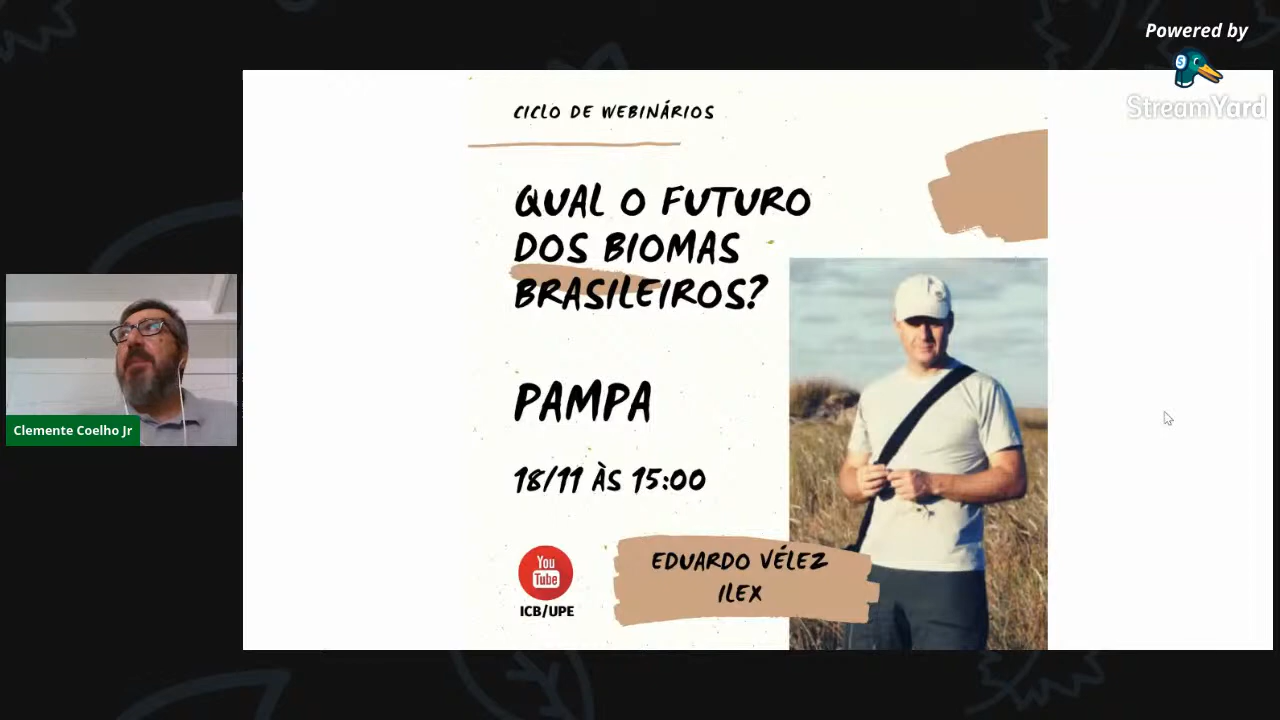 Powered by
StreamYard
CICLO DE WEBINÁRIOS
QUAL O FUTURO
DOS BIOMAS
BRASILEIROS?
PAMPA
18/11 ÀS 15:00
You
Tube
ICB/UPE
EDUARDO VÉLEZ
ILEX
Clemente Coelho Jr